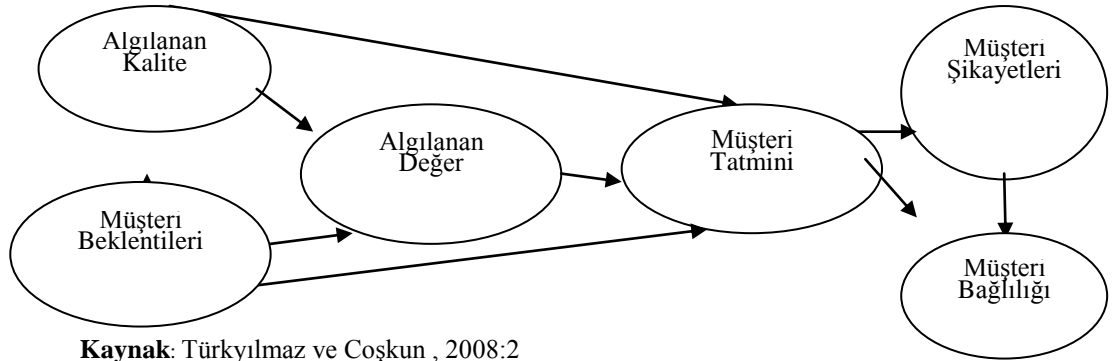 Algılanan
Kalite
Müşteri
Beklentileri
Algılanan
Değer
Müşteri
Tatmini
Müşteri
Şikayetleri
Müşteri
Bağlılığı
Kaynak: Türkyılmaz ve Coşkun , 2008:2